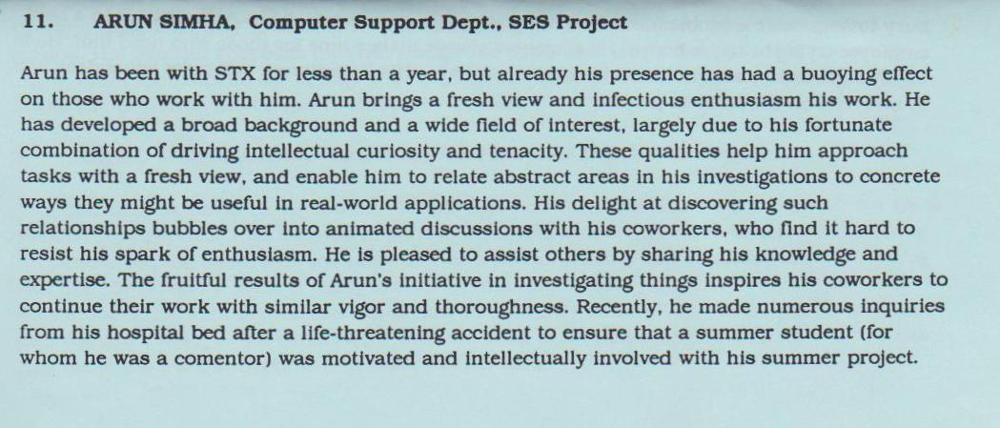 11. ARUN SIMHA, Computer Support Dept., SES Project
Arun has been with STX for less than a year, but already his presence has had a buoying effect
on those who work with him. Arun brings a fresh view and infectious enthusiasm his work. He
has developed a broad background and a wide field of interest, largely due to his fortunate
combination of driving intellectual curiosity and tenacity. These qualities help him approach
tasks with a fresh view, and enable him to relate abstract areas in his investigations to concrete
ways they might be useful in real-world applications. His delight at discovering such
relationships bubbles over into animated discussions with his coworkers, who find it hard to
resist his spark of enthusiasm. He is pleased to assist others by sharing his knowledge and
expertise. The fruitful results of Arun's initiative in investigating things inspires his coworkers to
continue their work with similar vigor and thoroughness. Recently, he made numerous inquiries
from his hospital bed after a life-threatening accident to ensure that a summer student (for
whom he was a comentor) was motivated and intellectually involved with his summer project.